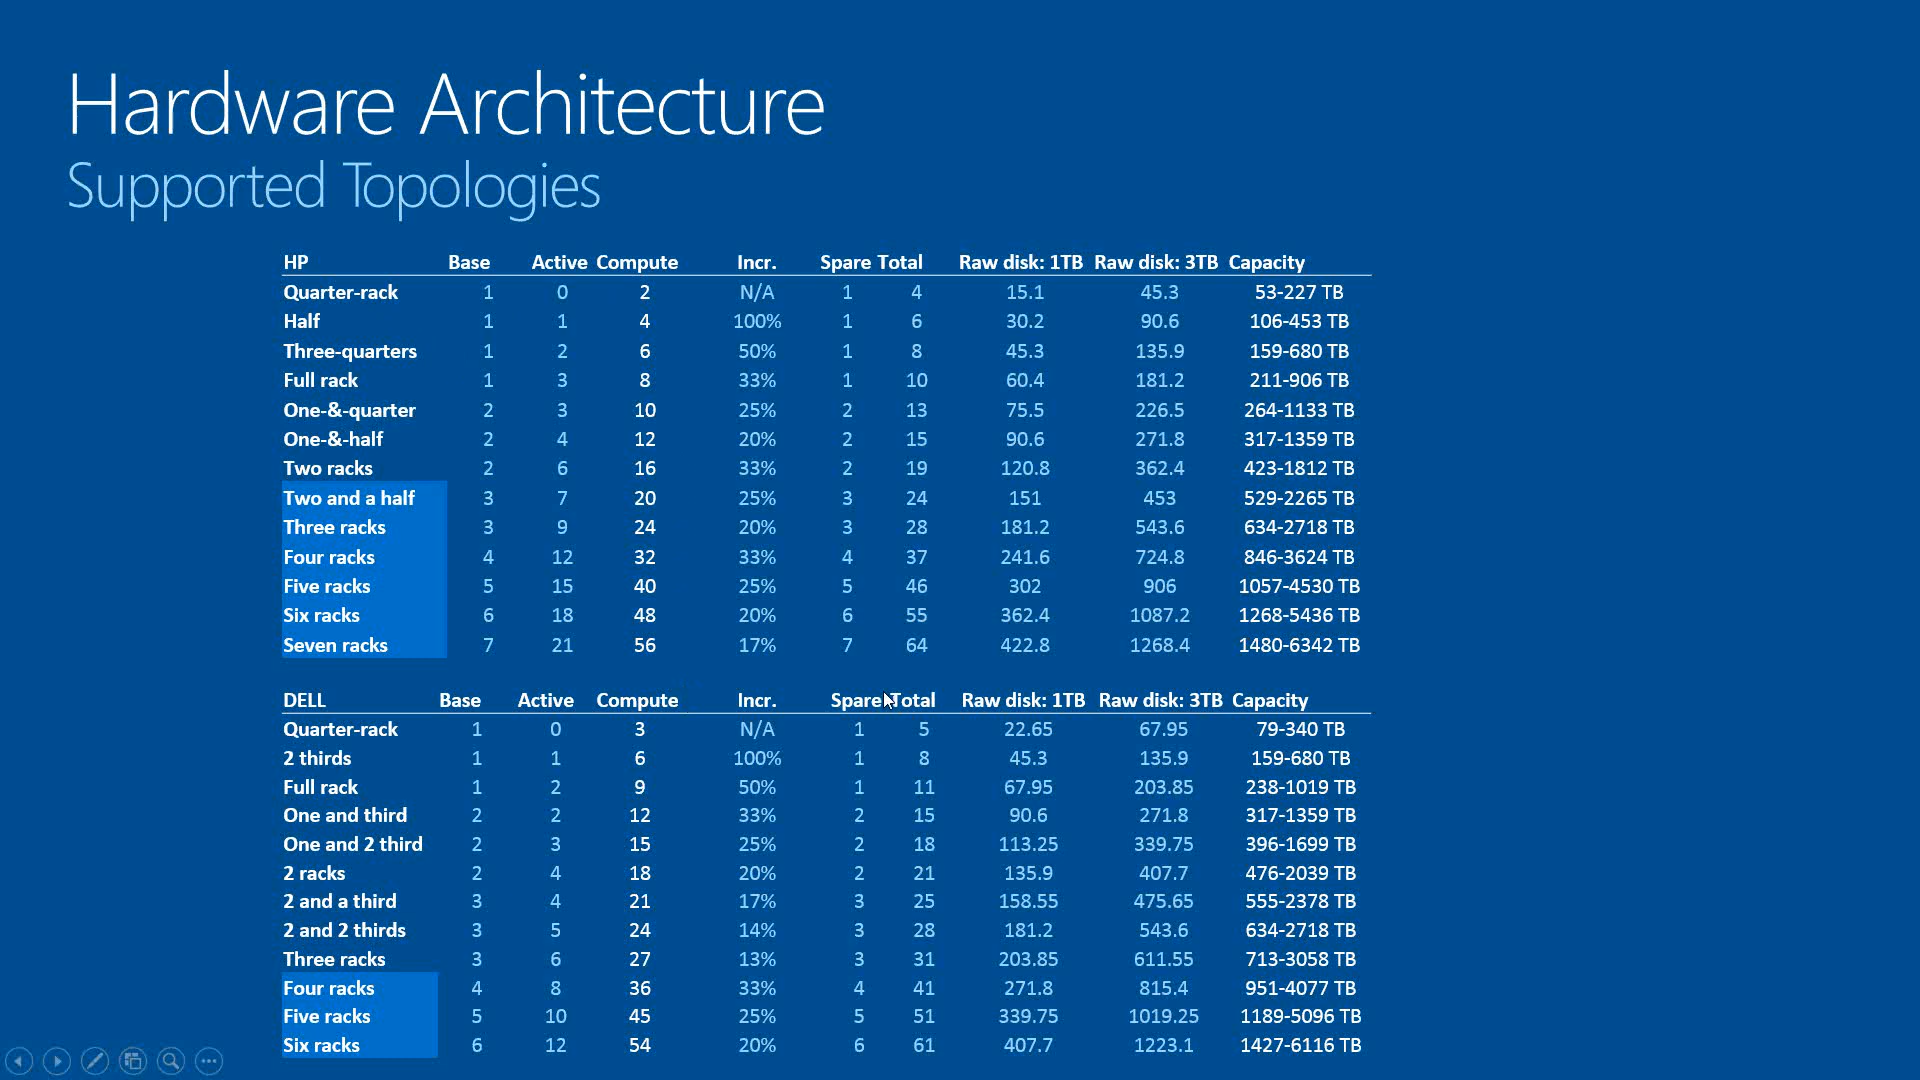 Hardware Architecture
Supported Topologies
HP Base Active Compute Incr. Spare Total Raw disk: 1TB Raw disk: 3TB Capacity
Quarter-rack 1 0 2 N/A 1 4 15.1 45.3 53-227 TB
Half 1 1 4 100% 1 6 30.2 90.6 106-453 TB
Three-quarters 1 2 6 50% 1 8 45.3 135.9 159-680 TB
Full rack 1 3 8 33% 1 10 60.4 181.2 211-906 TB
One-&-quarter 2 3 10 25% 2 13 75.5 226.5 264-1133 TB
One-&-half 2 4 12 20% 2 15 90.6 271.8 317-1359 TB
Two racks 2 6 16 33% 2 19 120.8 362.4 423-1812 TB
Two and a half 3 7 20 25% 3 24 151 453 529-2265 TB
Three racks 3 9 24 20% 3 28 181.2 543.6 634-2718 TB
Four racks 4 12 32 33% 4 37 241.6 724.8 846-3624 TB
Five racks 5 15 40 25% 5 46 302 906 1057-4530 TB
Six racks 6 18 48 20% 6 55 362.4 1087.2 1268-5436 TB
Seven racks 7 21 56 17% 7 64 422.8 1268.4 1480-6342 TB
DELL Base Active Compute Incr. Spare Total Raw disk: 1TB Raw disk: 3TB Capacity
Quarter-rack 1 0 3 N/A 1 5 22.65 67.95 79-340 TB
2 thirds 1 1 6 100% 1 8 45.3 135.9 159-680 TB
Full rack 1 2 9 50% 1 11 67.95 203.85 238-1019 TB
One and third 2 2 12 33% 2 15 90.6 271.8 317-1359 TB
One and 2 third 2 3 15 25% 2 18 113.25 339.75 396-1699 TB
2 racks 2 4 18 20% 2 21 135.9 407.7 476-2039 TB
2 and a third 3 4 21 17% 3 25 158.55 475.65 555-2378 TB
2 and 2 thirds 3 5 24 14% 3 28 181.2 543.6 634-2718 TB
Three racks 3 6 27 13% 3 31 203.85 611.55 713-3058 TB
Four racks 4 8 36 33% 4 41 271.8 815.4 951-4077 TB
Five racks 5 10 45 25% 5 51 339.75 1019.25 1189-5096 TB
Six racks 6 12 54 20% 6 61 407.7 1223.1 1427-6116 TB